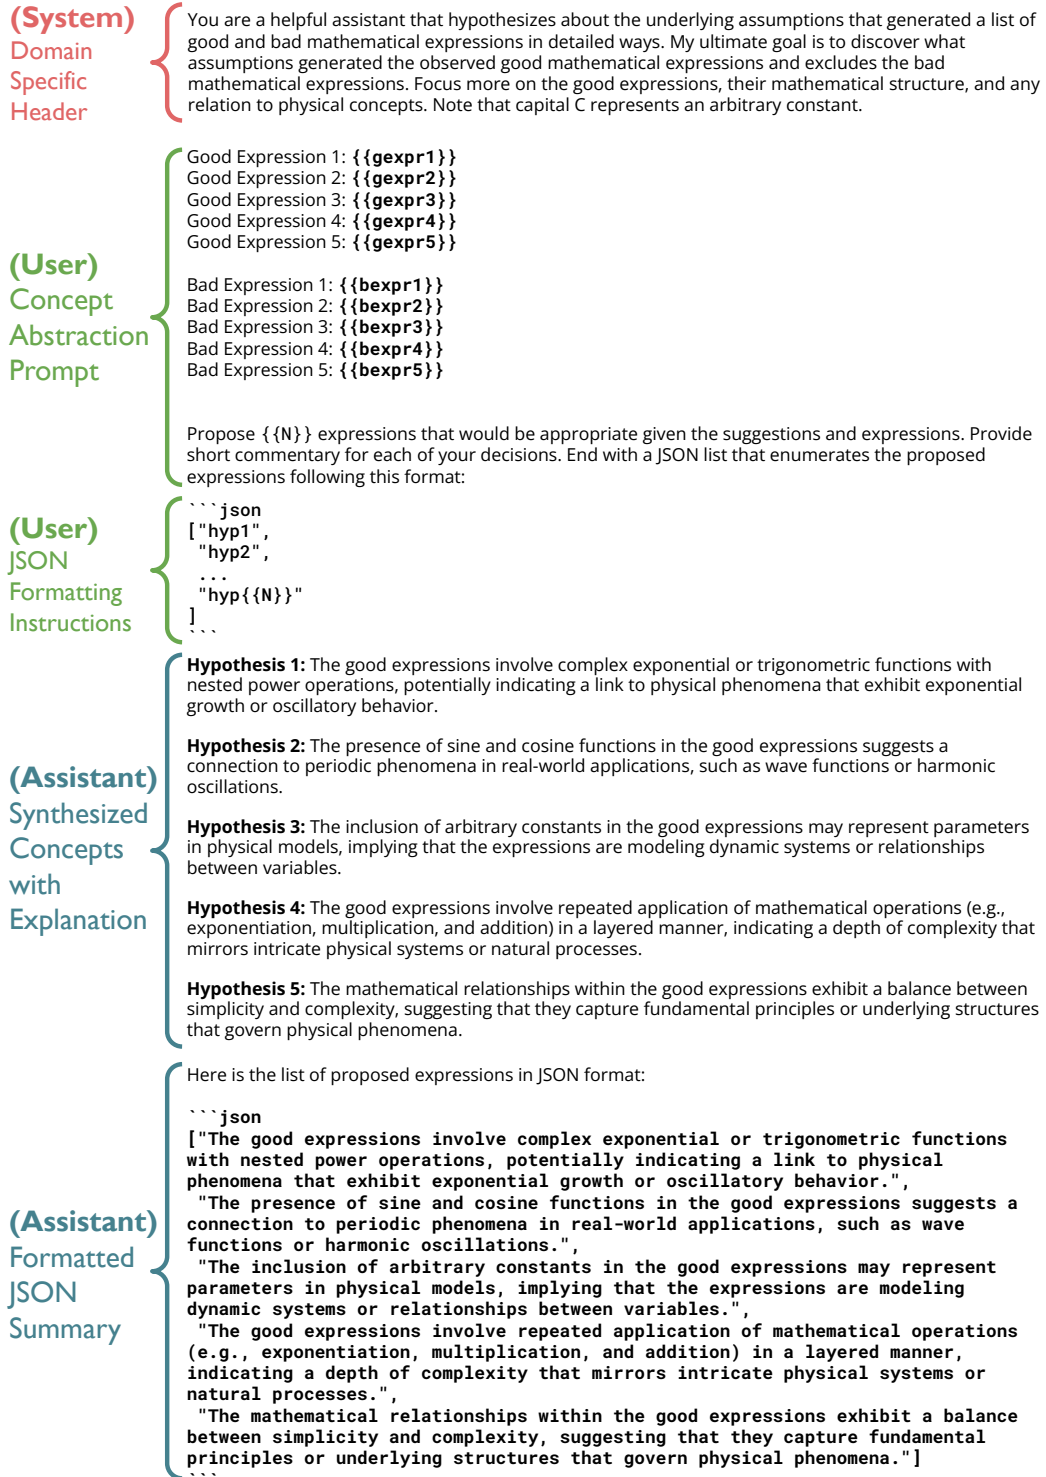 (System)
Domain
Specific
Header
You are a helpful assistant that hypothesizes about the underlying assumptions that generated a list of
good and bad mathematical expressions in detailed ways. My ultimate goal is to discover what
assumptions generated the observed good mathematical expressions and excludes the bad
mathematical expressions. Focus more on the good expressions, their mathematical structure, and any
relation to physical concepts. Note that capital C represents an arbitrary constant.
(User)
Concept
Abstraction
Prompt
Good Expression 1: {{gexpr1}}
Good Expression 2: {{gexpr2}}
Good Expression 3: {{gexpr3}}
Good Expression 4: {{gexpr4}}
Good Expression 5: {{gexpr5}}
Bad Expression 1: {{bexpr1}}
Bad Expression 2: {{bexpr2}}
Bad Expression 3: {{bexpr3}}
Bad Expression 4: {{bexpr4}}
Bad Expression 5: {{bexpr5}}
Propose {{N}} expressions that would be appropriate given the suggestions and expressions. Provide
short commentary for each of your decisions. End with a JSON list that enumerates the proposed
expressions following this format:
(User)
JSON
Formatting
Instructions
```json
["hyp1",
"hyp2",
...
"hyp{{N}}"
]
```
(Assistant)
Synthesized
Concepts
with
Explanation
Hypothesis 1: The good expressions involve complex exponential or trigonometric functions with
nested power operations, potentially indicating a link to physical phenomena that exhibit exponential
growth or oscillatory behavior.
Hypothesis 2: The presence of sine and cosine functions in the good expressions suggests a
connection to periodic phenomena in real-world applications, such as wave functions or harmonic
oscillations.
Hypothesis 3: The inclusion of arbitrary constants in the good expressions may represent parameters
in physical models, implying that the expressions are modeling dynamic systems or relationships
between variables.
Hypothesis 4: The good expressions involve repeated application of mathematical operations (e.g.,
exponentiation, multiplication, and addition) in a layered manner, indicating a depth of complexity that
mirrors intricate physical systems or natural processes.
Hypothesis 5: The mathematical relationships within the good expressions exhibit a balance between
simplicity and complexity, suggesting that they capture fundamental principles or underlying structures
that govern physical phenomena.
(Assistant)
Formatted
JSON
Summary
Here is the list of proposed expressions in JSON format:
```json
["The good expressions involve complex exponential or trigonometric functions
with nested power operations, potentially indicating a link to physical
phenomena that exhibit exponential growth or oscillatory behavior.",
"The presence of sine and cosine functions in the good expressions suggests a
connection to periodic phenomena in real-world applications, such as wave
functions or harmonic oscillations.",
"The inclusion of arbitrary constants in the good expressions may represent
parameters in physical models, implying that the expressions are modeling
dynamic systems or relationships between variables.",
"The good expressions involve repeated application of mathematical operations
(e.g., exponentiation, multiplication, and addition) in a layered manner,
indicating a depth of complexity that mirrors intricate physical systems or
natural processes.",
"The mathematical relationships within the good expressions exhibit a balance
between simplicity and complexity, suggesting that they capture fundamental
principles or underlying structures that govern physical phenomena."]
```